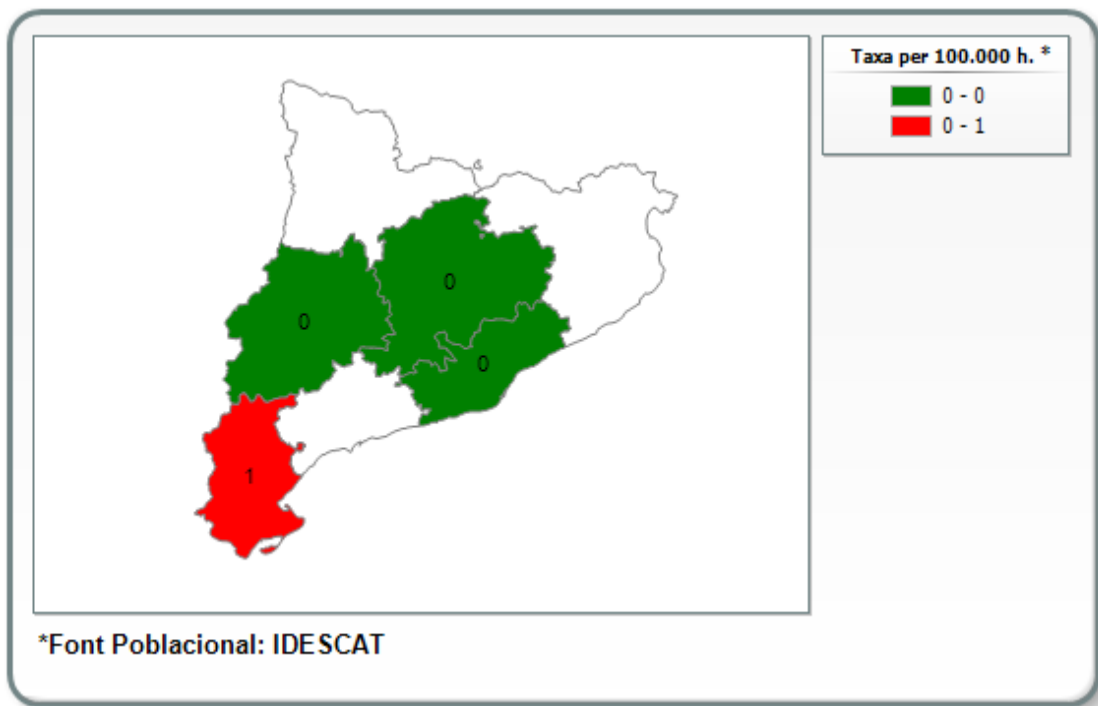 Taxa per 100.000 h. *
0 - 0
0 - 1
0
0
0
1
*Font Poblacional: IDESCAT